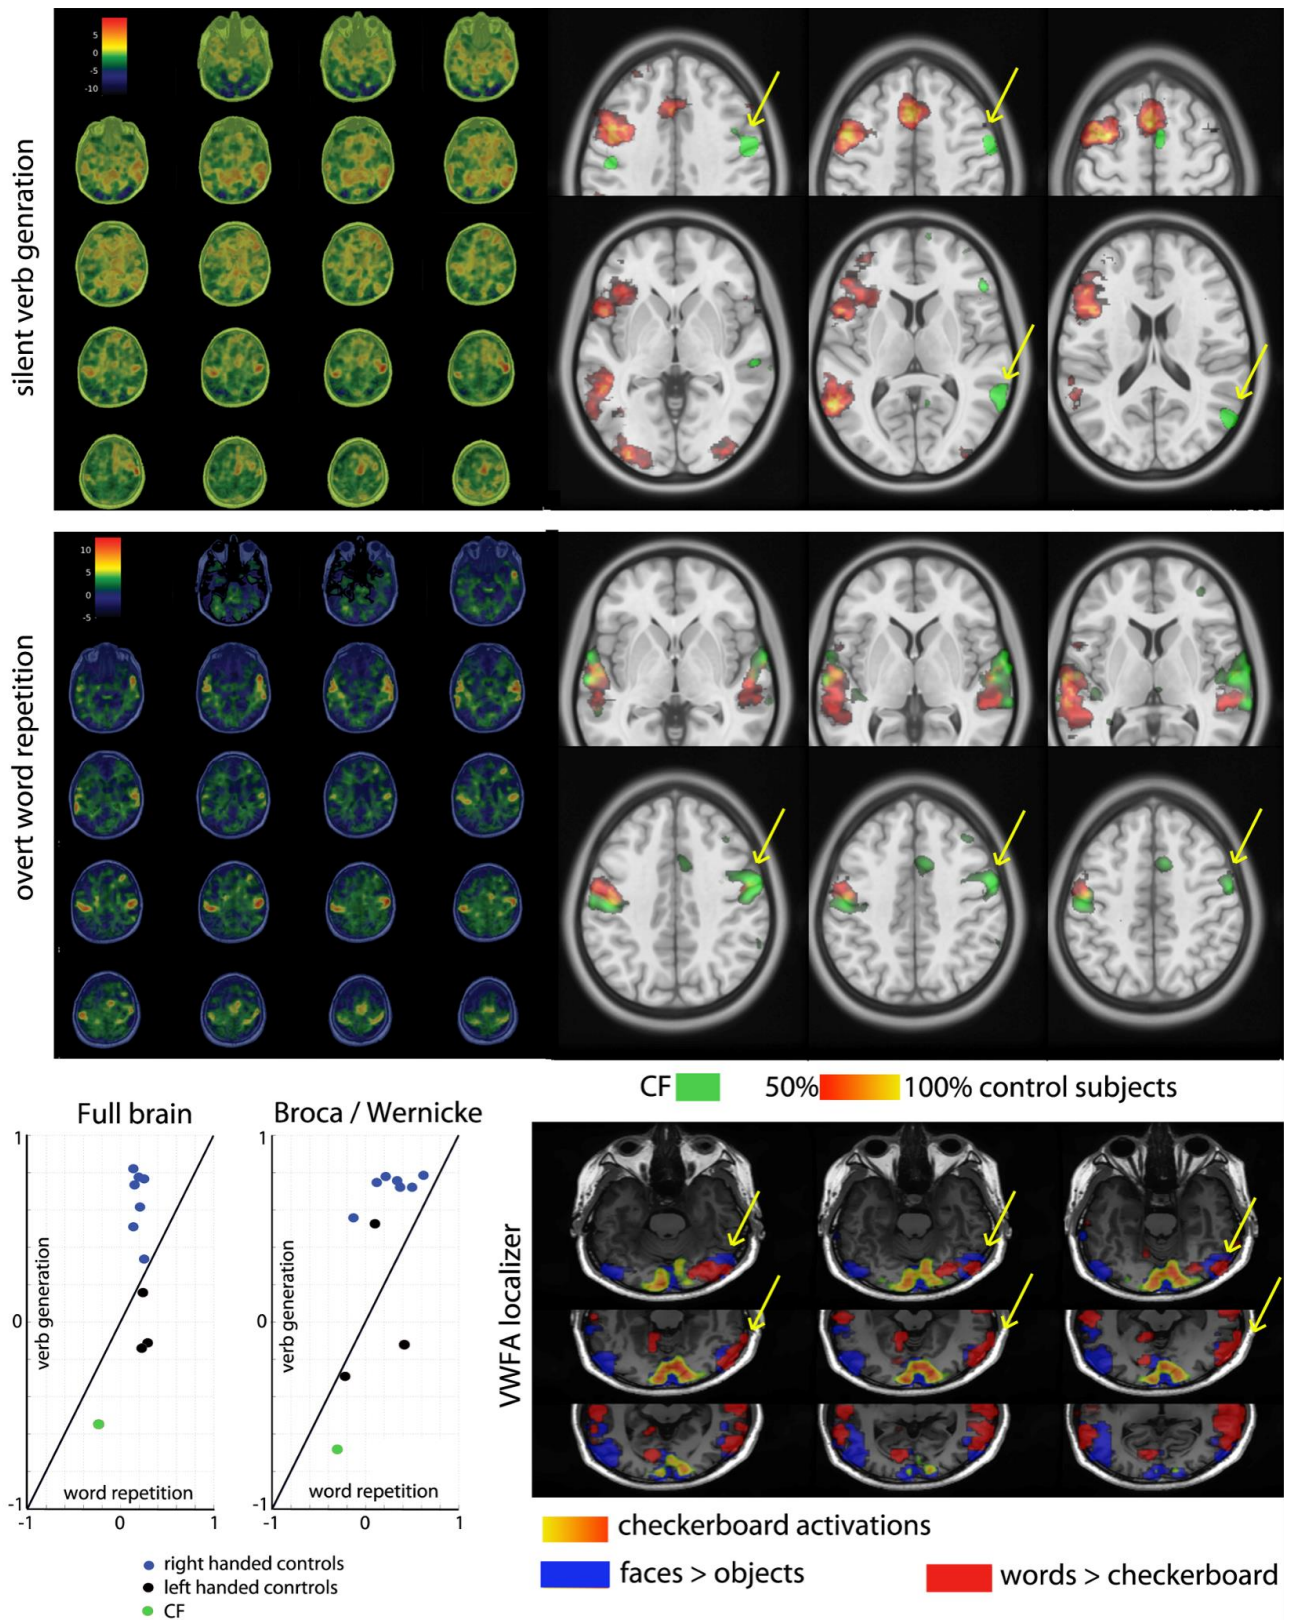 silent verb genration
5
0
-5
-10
overt word repetition
10
5
0
-5
CF
50%
100% control subjects
Full brain
Broca / Wernicke
1
verb generation
0
-1
word repetition
-1
0
1
1
verb generation
0
-1
word repetition
-1
0
1
right handed controls
left handed conrtrols
CF
VWFA localizer
checkerboard activations
faces > objects
words > checkerboard